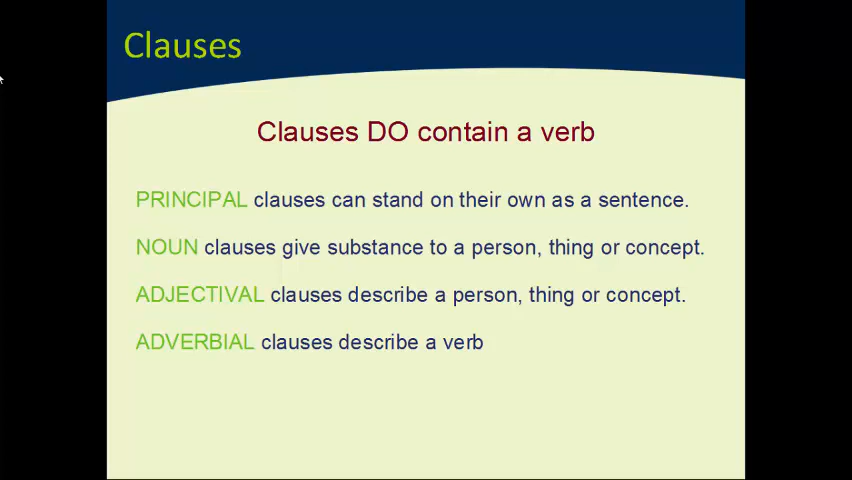 Clauses
Clauses DO contain a verb
PRINCIPAL clauses can stand on their own as a sentence.
NOUN clauses give substance to a person, thing or concept.
ADJECTIVAL clauses describe a person, thing or concept.
ADVERBIAL clauses describe a verb